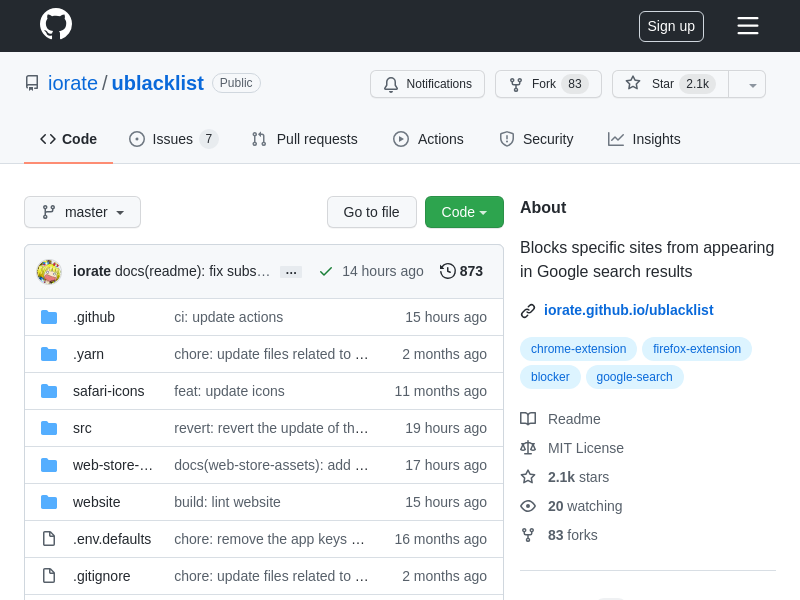 Sign up
iorate / ublacklist Public
Notifications Fork 83 Star 2.1k
Code Issues 7 Pull requests Actions Security Insights
master Go to file Code
iorate docs(readme): fix subs… … 14 hours ago 873
.github ci: update actions 15 hours ago
.yarn chore: update files related to … 2 months ago
safari-icons feat: update icons 11 months ago
src revert: revert the update of th… 19 hours ago
web-store-… docs(web-store-assets): add … 17 hours ago
website build: lint website 15 hours ago
.env.defaults chore: remove the app keys … 16 months ago
.gitignore chore: update files related to … 2 months ago
About
Blocks specific sites from appearing
in Google search results
iorate.github.io/ublacklist
chrome-extension firefox-extension
blocker google-search
Readme
MIT License
2.1k stars
20 watching
83 forks